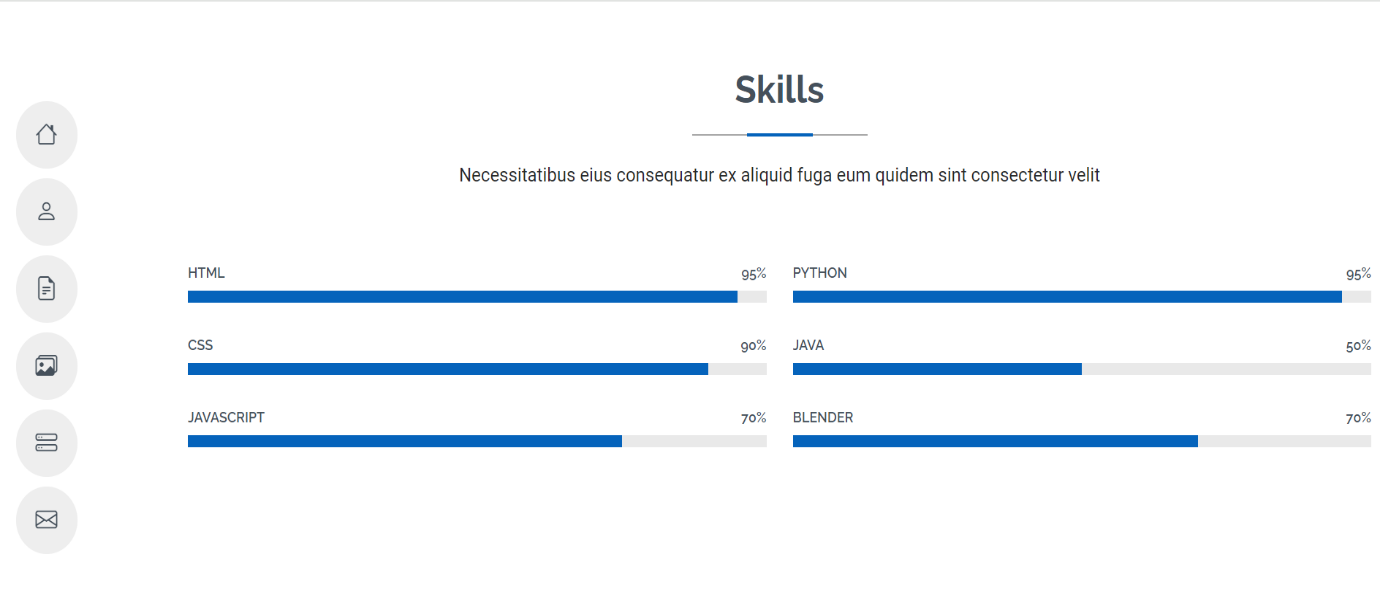 Skills
Necessitatibus eius consequatur ex aliquid fuga eum quidem sint consectetur velit
HTML 95%
PYTHON 95%
CSS 90%
JAVA 50%
JAVASCRIPT 70%
BLENDER 70%